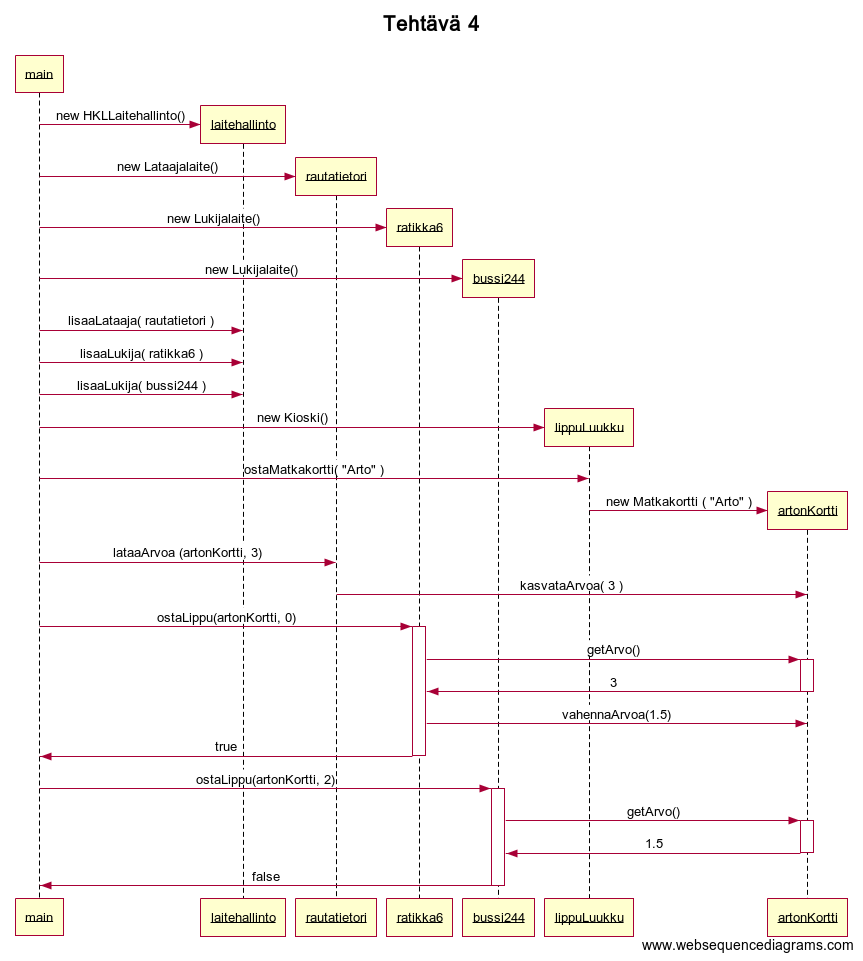 Tehtävä 4
main
new HKLLaitehallinto()
laitehallinto
new Lataajalaite()
rautatietori
new Lukijalaite()
ratikka6
new Lukijalaite()
bussi244
lisaaLataaja( rautatietori )
lisaaLukija( ratikka6 )
lisaaLukija( bussi244 )
new Kioski()
lippuLuukku
ostaMatkakortti( "Arto" )
new Matkakortti ( "Arto" )
artonKortti
lataaArvoa (artonKortti, 3)
kasvataArvoa( 3 )
ostaLippu(artonKortti, 0)
getArvo()
3
vahennaArvoa(1.5)
true
ostaLippu(artonKortti, 2)
getArvo()
1.5
false
main laitehallinto rautatietori ratikka6 bussi244 lippuLuukku artonKortti
www.websequencediagrams.com